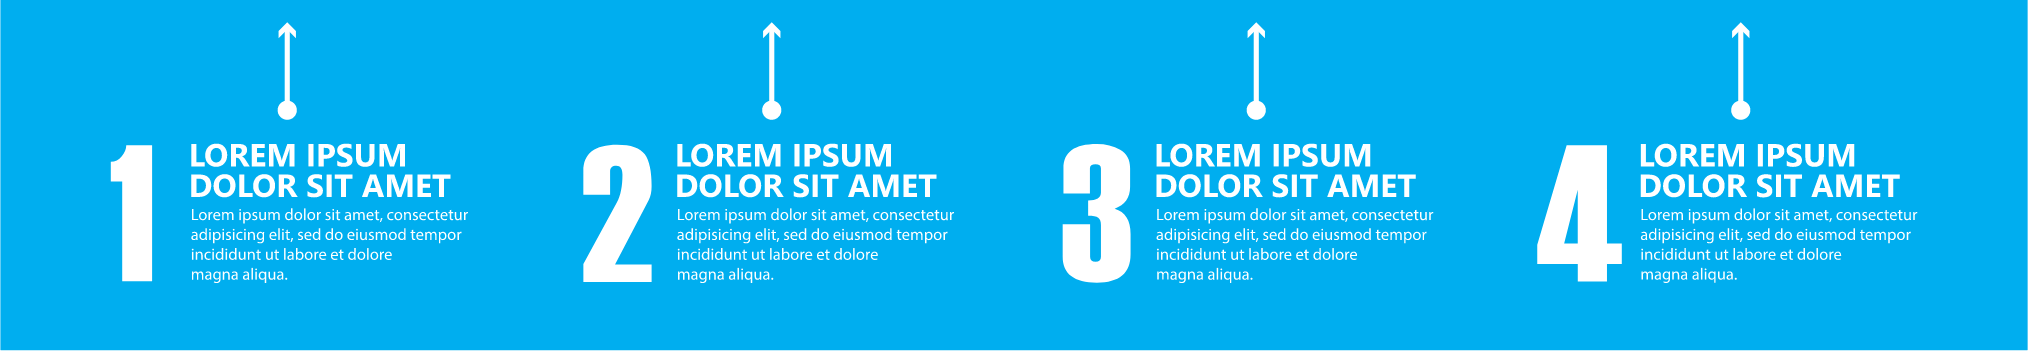 1
LOREM IPSUM
DOLOR SIT AMET
Lorem ipsum dolor sit amet, consectetur
adipisicing elit, sed do eiusmod tempor
incididunt ut labore et dolore
magna aliqua.
2
LOREM IPSUM
DOLOR SIT AMET
Lorem ipsum dolor sit amet, consectetur
adipisicing elit, sed do eiusmod tempor
incididunt ut labore et dolore
magna aliqua.
3
LOREM IPSUM
DOLOR SIT AMET
Lorem ipsum dolor sit amet, consectetur
adipisicing elit, sed do eiusmod tempor
incididunt ut labore et dolore
magna aliqua.
4
LOREM IPSUM
DOLOR SIT AMET
Lorem ipsum dolor sit amet, consectetur
adipisicing elit, sed do eiusmod tempor
incididunt ut labore et dolore
magna aliqua.